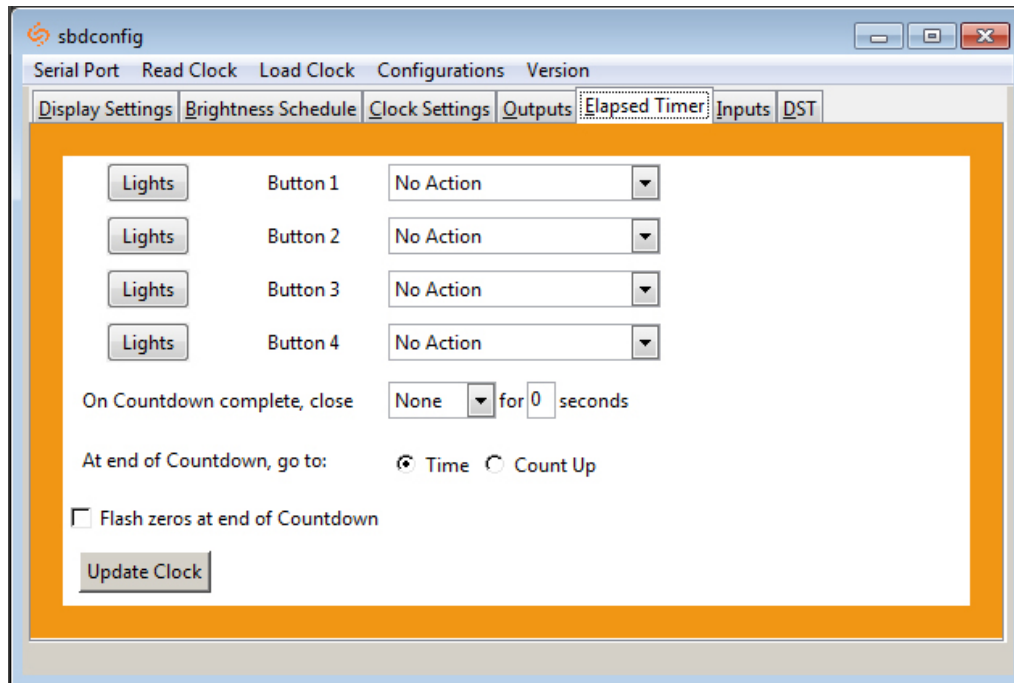 sbdconfig
Serial Port Read Clock Load Clock Configurations Version
Display Settings Brightness Schedule Clock Settings Outputs Elapsed Timer Inputs DST
Lights Button 1 No Action
Lights Button 2 No Action
Lights Button 3 No Action
Lights Button 4 No Action
On Countdown complete, close None for 0 seconds
At end of Countdown, go to: Time Count Up
Flash zeros at end of Countdown
Update Clock